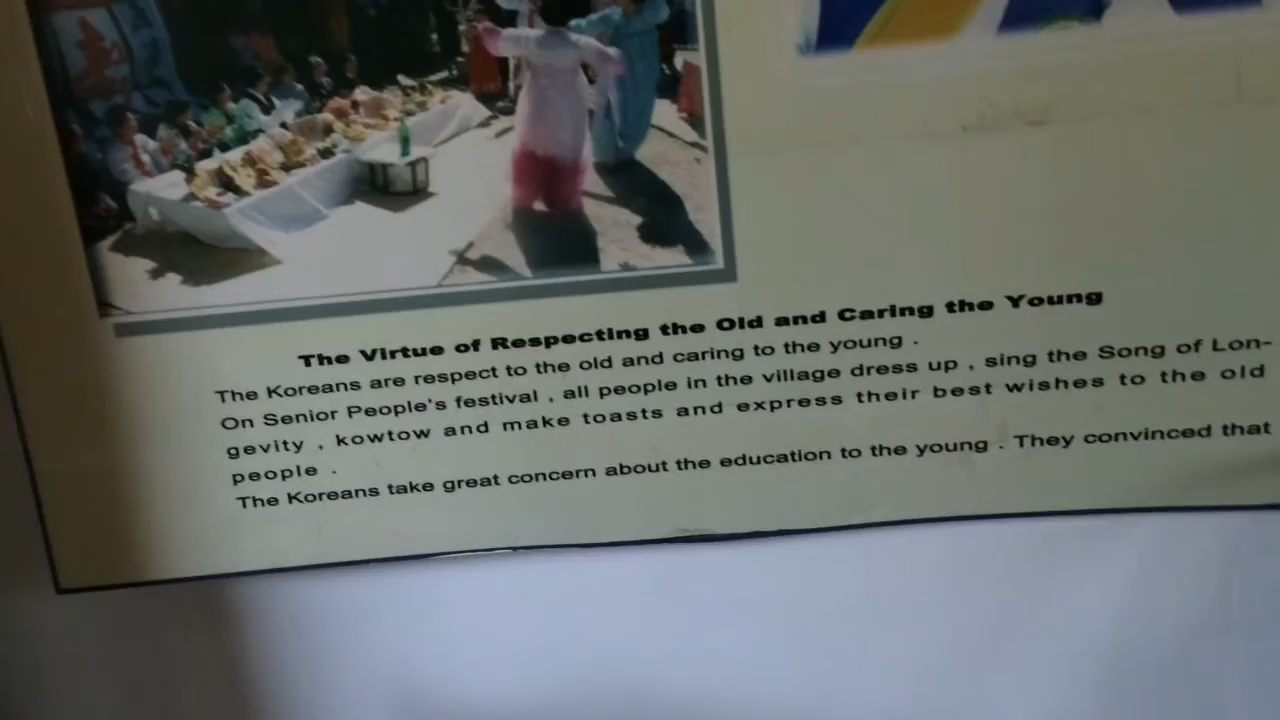 The Virtue of Respecting the Old and Caring the Young
The Koreans are respect to the old and caring to the young .
On Senior People's festival , all people in the village dress up , sing the Song of Lon-
gevity , kowtow and make toasts and express their best wishes to the old
people .
The Koreans take great concern about the education to the young . They convinced that